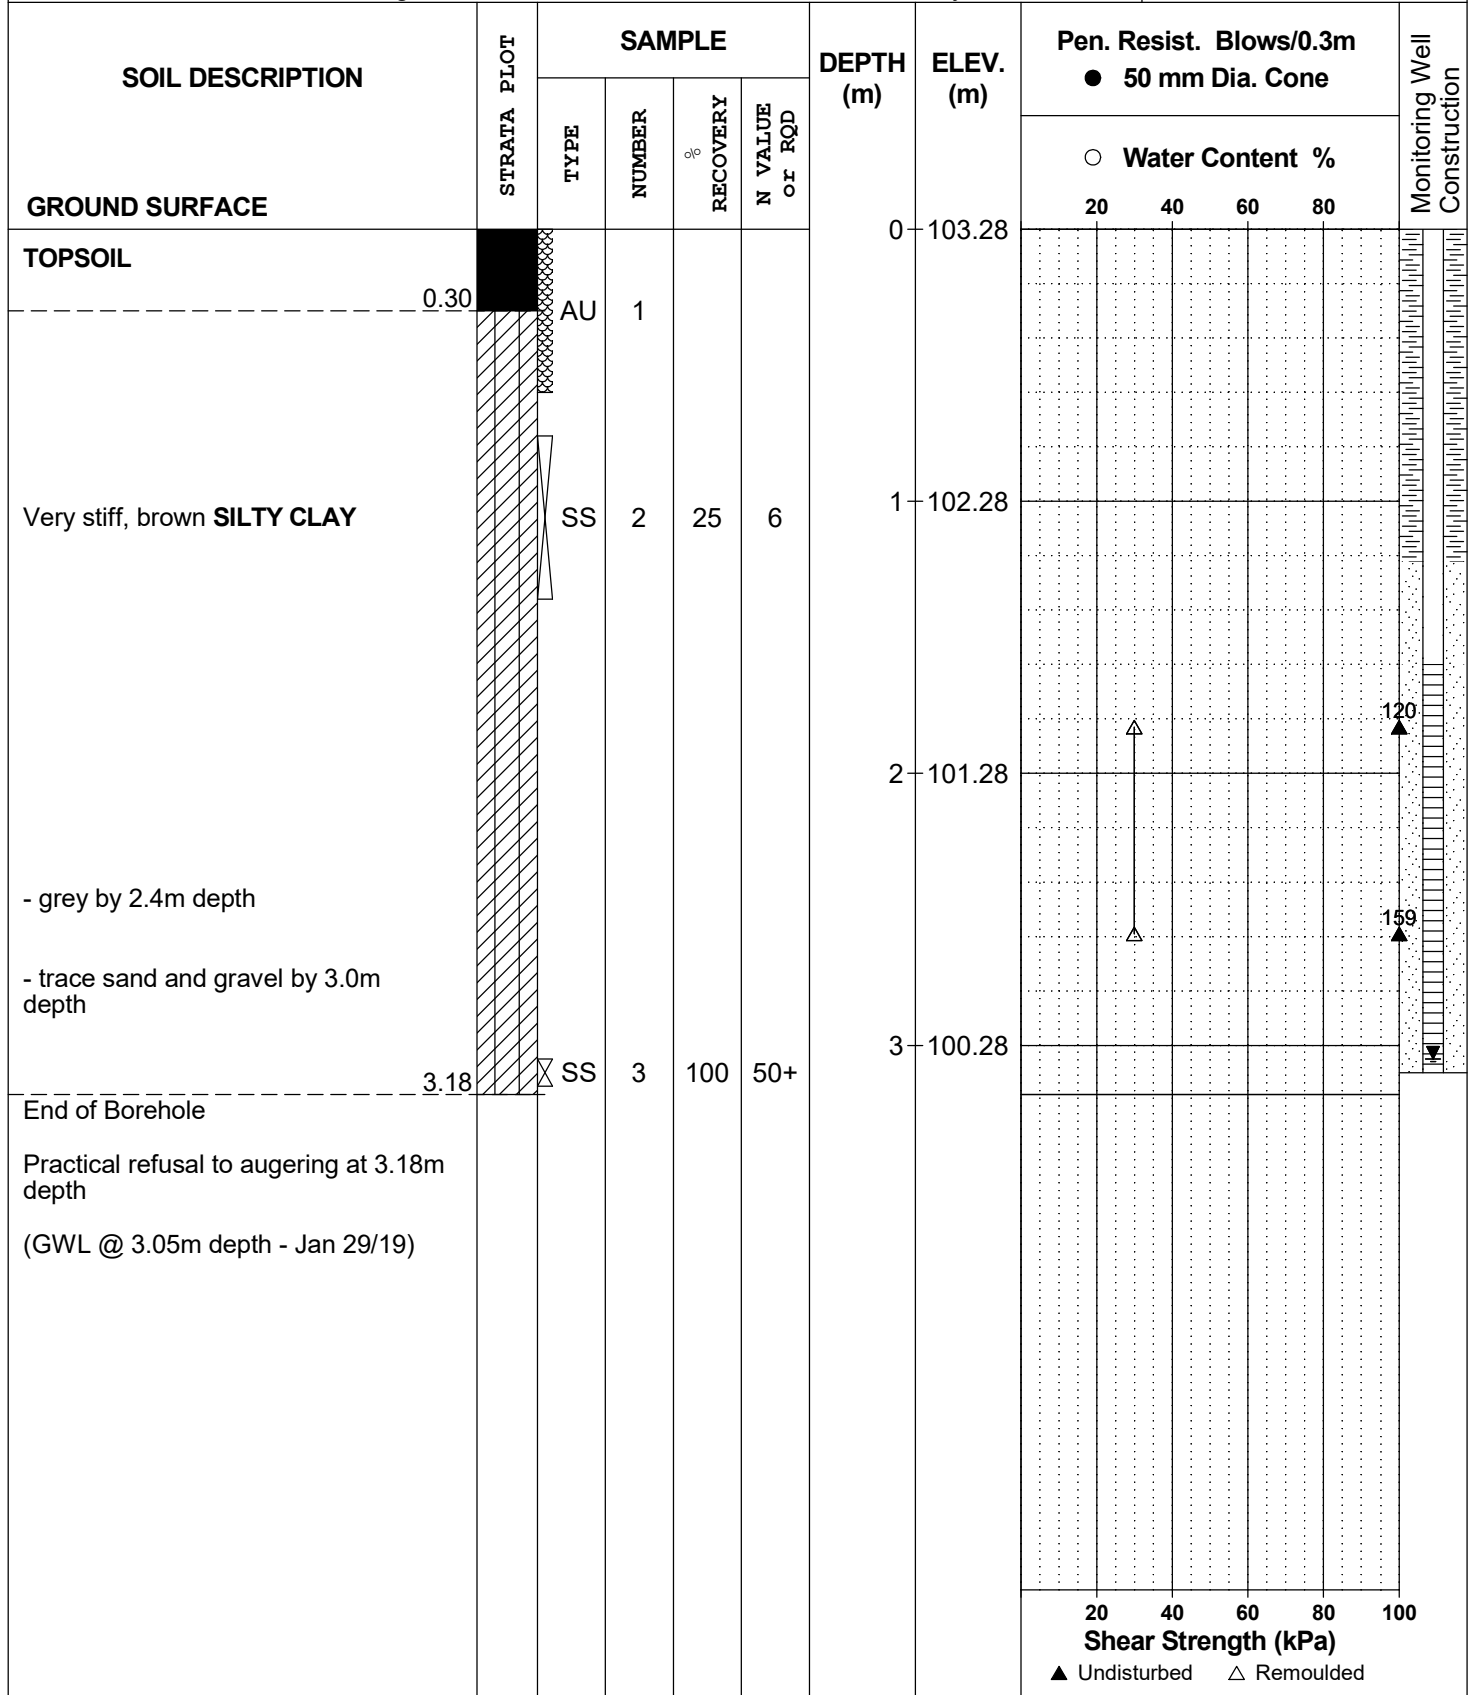 SOIL DESCRIPTION
GROUND SURFACE
STRATA PLOT
SAMPLE
TYPE
NUMBER
%
RECOVERY
N VALUE
or RQD
DEPTH
(m)
ELEV.
(m)
Pen. Resist. Blows/0.3m
● 50 mm Dia. Cone
○ Water Content %
20 40 60 80
Monitoring Well
Construction
0 103.28
TOPSOIL
0.30
AU 1
1 102.28
Very stiff, brown SILTY CLAY
SS 2 25 6
120
2 101.28
- grey by 2.4m depth
159
- trace sand and gravel by 3.0m
depth
3 100.28
3.18
SS 3 100 50+
End of Borehole
Practical refusal to augering at 3.18m
depth
(GWL @ 3.05m depth - Jan 29/19)
20 40 60 80 100
Shear Strength (kPa)
▲ Undisturbed △ Remoulded